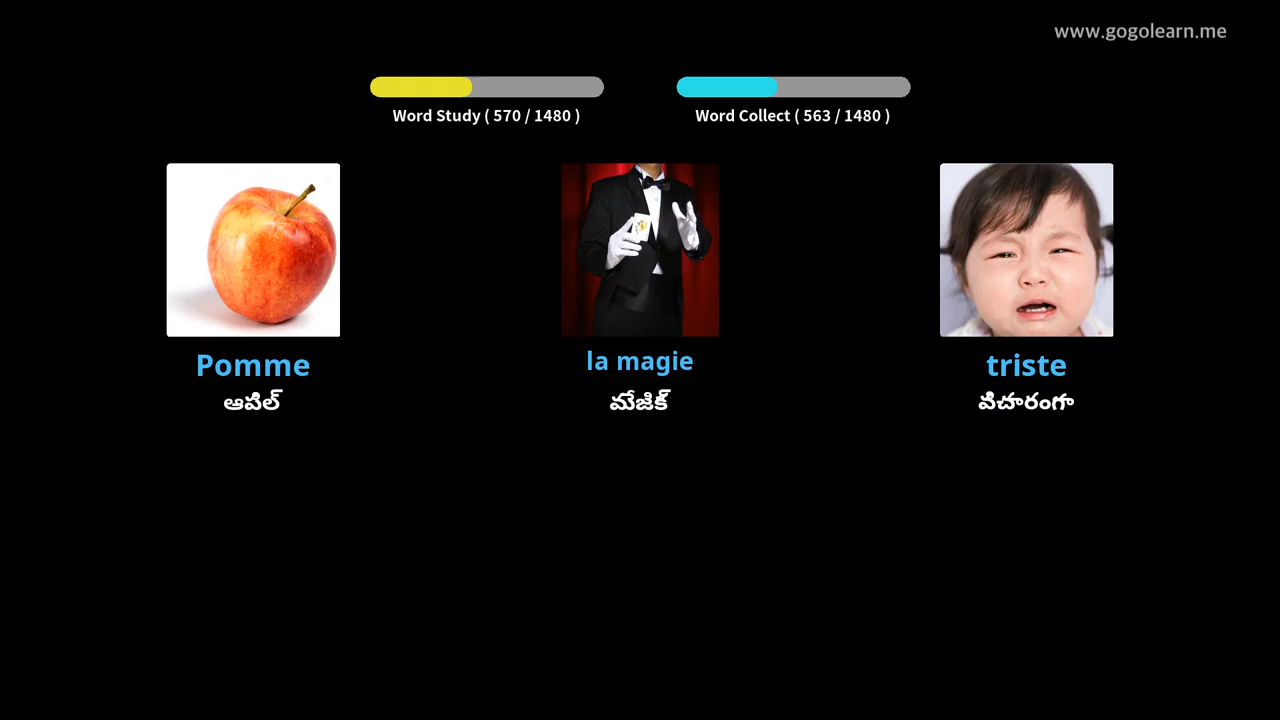 www.gogolearn.me
Word Study ( 570 / 1480 )
Word Collect ( 563 / 1480 )
Pomme
la magie
triste
ఆపిల్
మేజిక్
విచారంగా